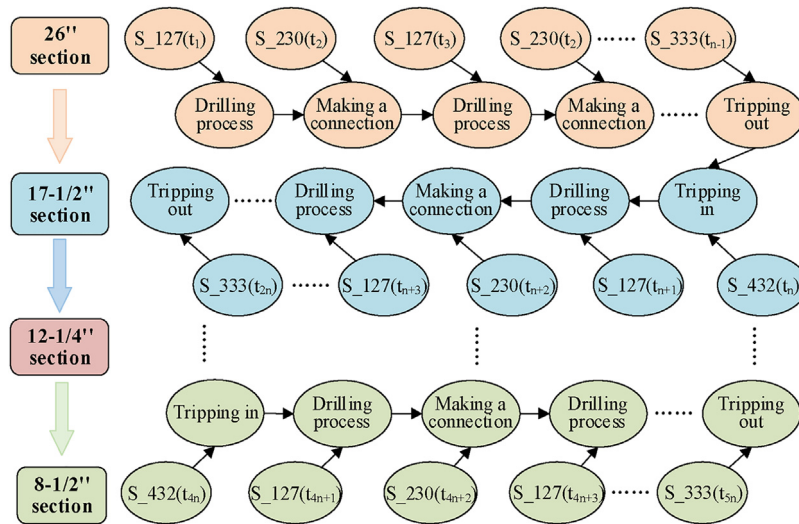 26'' section
S_127(t1) S_230(t2) S_127(t3) S_230(t2) ...... S_333(tn-1)
Drilling process Making a connection Drilling process Making a connection ...... Tripping out
17-1/2'' section
Tripping out ...... Drilling process Making a connection Drilling process Tripping in
S_333(t2n) ...... S_127(tn+3) S_230(tn+2) S_127(tn+1) S_432(tn)
12-1/4'' section
Tripping in Drilling process Making a connection Drilling process ...... Tripping out
8-1/2'' section
S_432(t4n) S_127(t4n+1) S_230(t4n+2) S_127(t4n+3) ...... S_333(t5n)